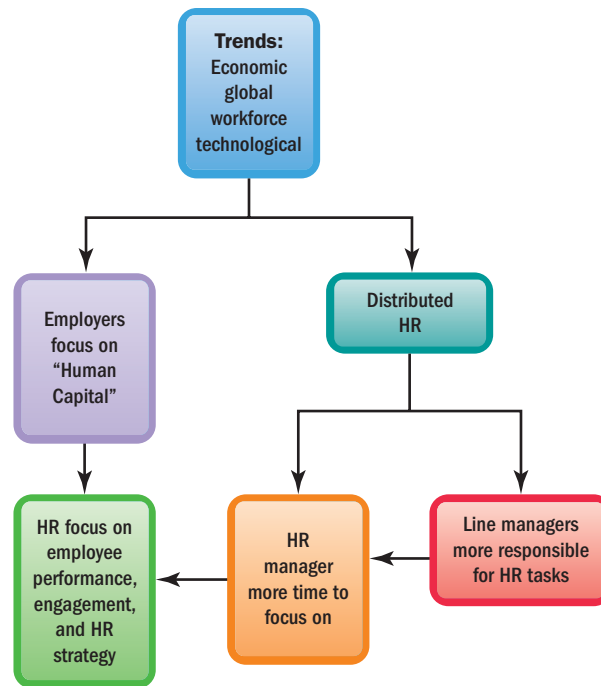 Trends:
Economic
global
workforce
technological
Employers
focus on
“Human
Capital”
Distributed
HR
HR focus on
employee
performance,
engagement,
and HR
strategy
HR
manager
more time to
focus on
Line managers
more responsible
for HR tasks